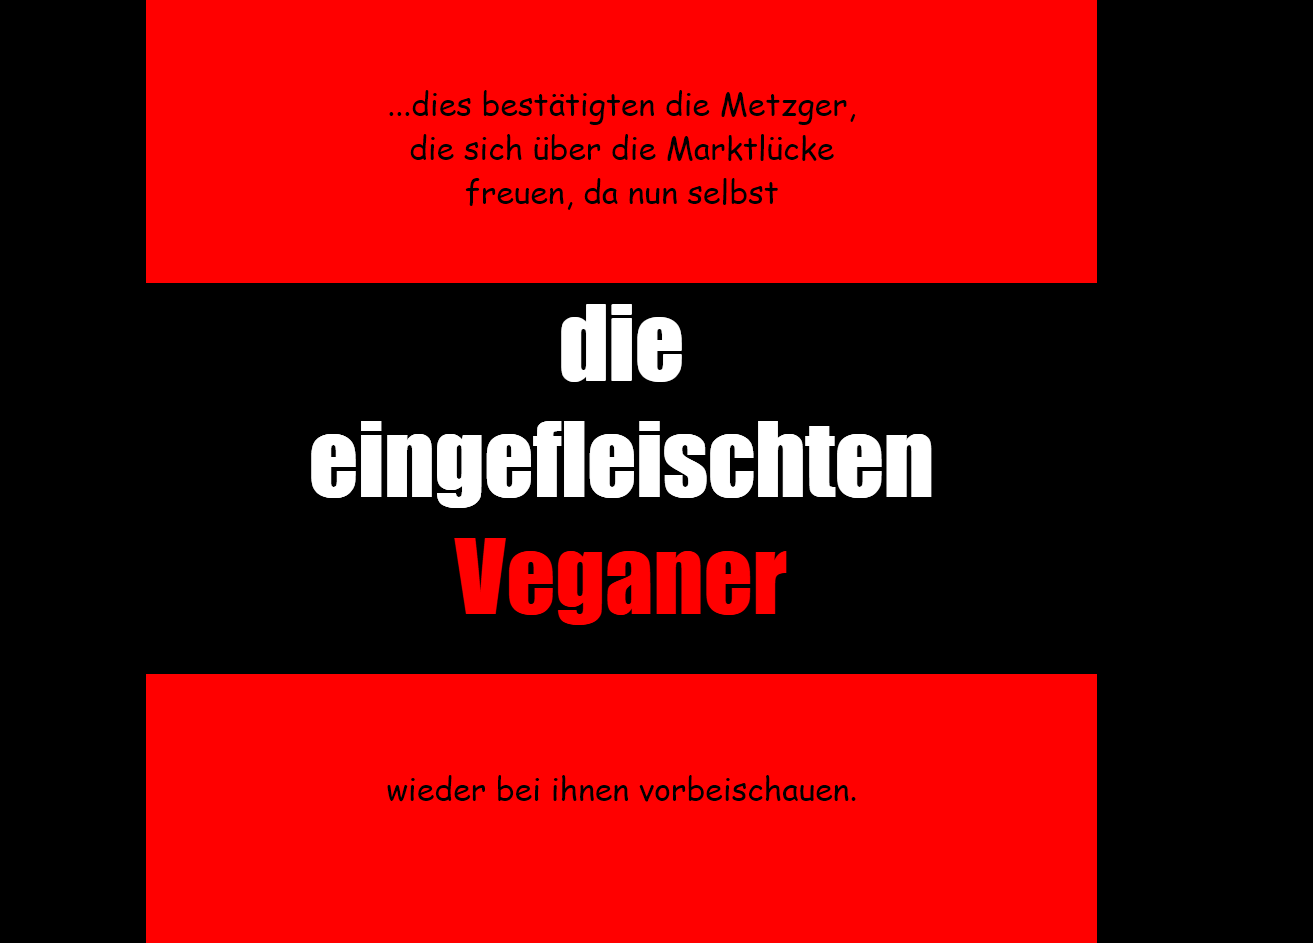 ...dies bestätigten die Metzger,
die sich über die Marktlücke
freuen, da nun selbst
die
eingefleischten
Veganer
wieder bei ihnen vorbeischauen.